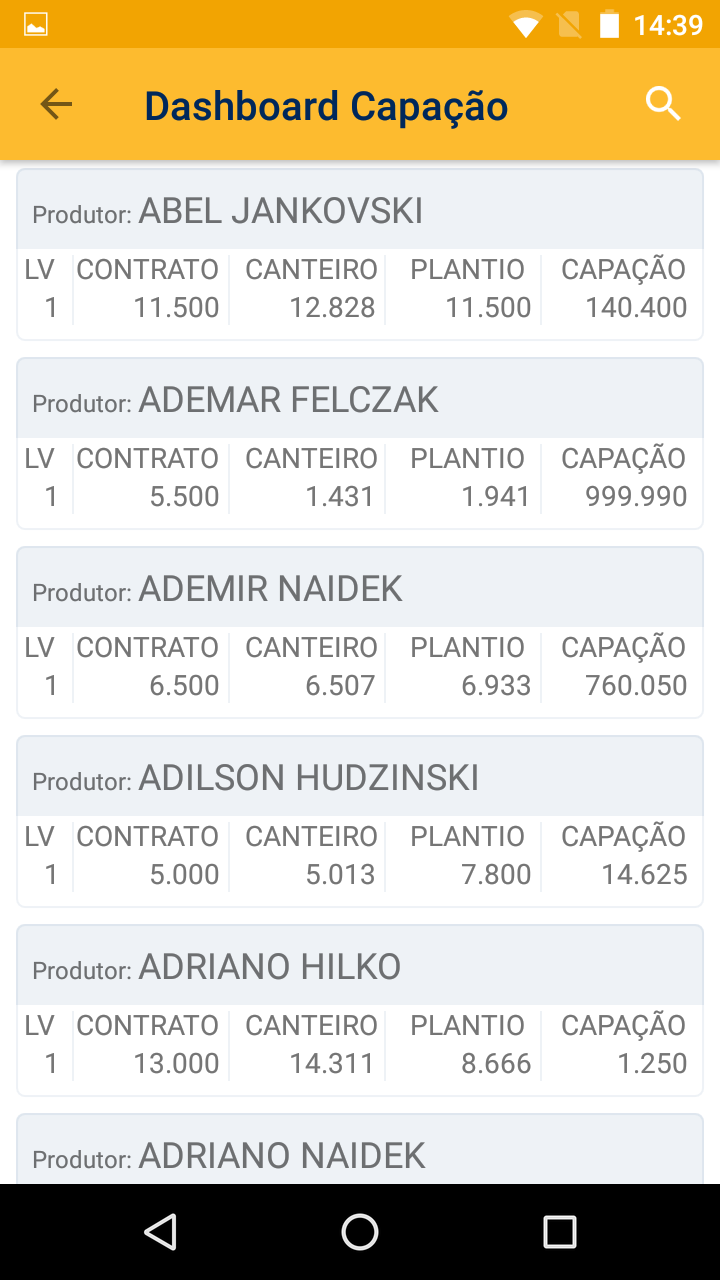 14:39
Dashboard Capação
Produtor: ABEL JANKOVSKI
LV CONTRATO CANTEIRO PLANTIO CAPAÇÃO
1 11.500 12.828 11.500 140.400
Produtor: ADEMAR FELCZAK
LV CONTRATO CANTEIRO PLANTIO CAPAÇÃO
1 5.500 1.431 1.941 999.990
Produtor: ADEMIR NAIDEK
LV CONTRATO CANTEIRO PLANTIO CAPAÇÃO
1 6.500 6.507 6.933 760.050
Produtor: ADILSON HUDZINSKI
LV CONTRATO CANTEIRO PLANTIO CAPAÇÃO
1 5.000 5.013 7.800 14.625
Produtor: ADRIANO HILKO
LV CONTRATO CANTEIRO PLANTIO CAPAÇÃO
1 13.000 14.311 8.666 1.250
Produtor: ADRIANO NAIDEK